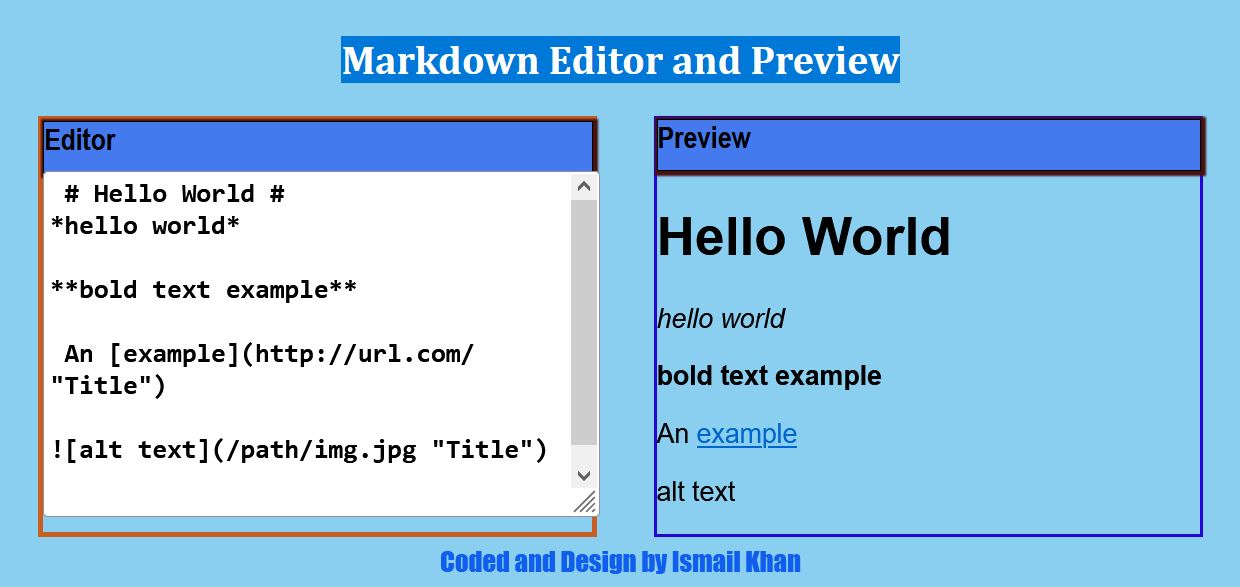 Markdown Editor and Preview
Editor
# Hello World #
*hello world*
**bold text example**
An [example](http://url.com/
"Title")
![alt text](/path/img.jpg "Title")
Preview
Hello World
hello world
bold text example
An example
alt text
Coded and Design by Ismail Khan